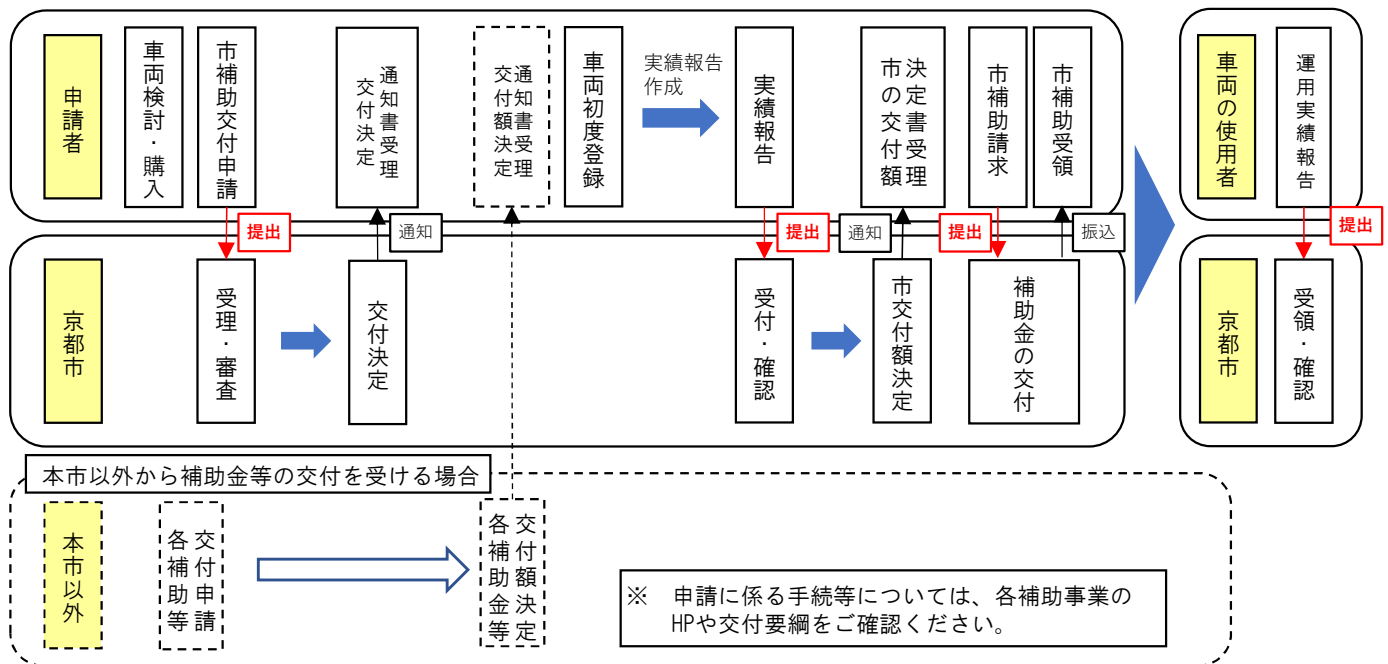 申請者
車両検討・購入
市補助交付申請
通知書受理
交付決定
通知書受理
交付額決定
車両初度登録
実績報告
作成
実績報告
決定書受理
市の交付額
市補助請求
市補助受領
車両の使用者
運用実績報告
提出
通知
提出
通知
提出
振込
提出
京都市
受理・審査
交付決定
受付・確認
市交付額決定
補助金の交付
京都市
受領・確認
本市以外から補助金等の交付を受ける場合
本市以外
交付申請
各補助等
交付額決定
各補助金等
※　申請に係る手続等については、各補助事業の
HPや交付要綱をご確認ください。